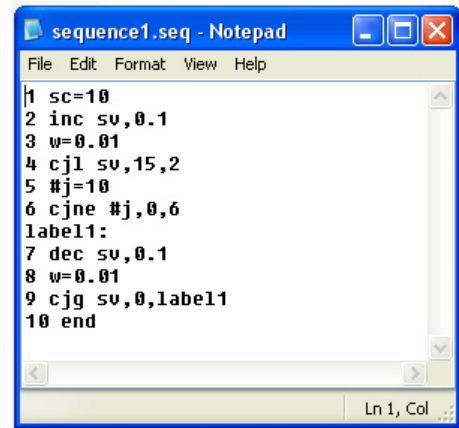 sequence1.seq - Notepad
File Edit Format View Help
1 sc=10
2 inc sv,0.1
3 w=0.01
4 cjl sv,15,2
5 #j=10
6 cjne #j,0,6
label1:
7 dec sv,0.1
8 w=0.01
9 cjg sv,0,label1
10 end
Ln 1, Col